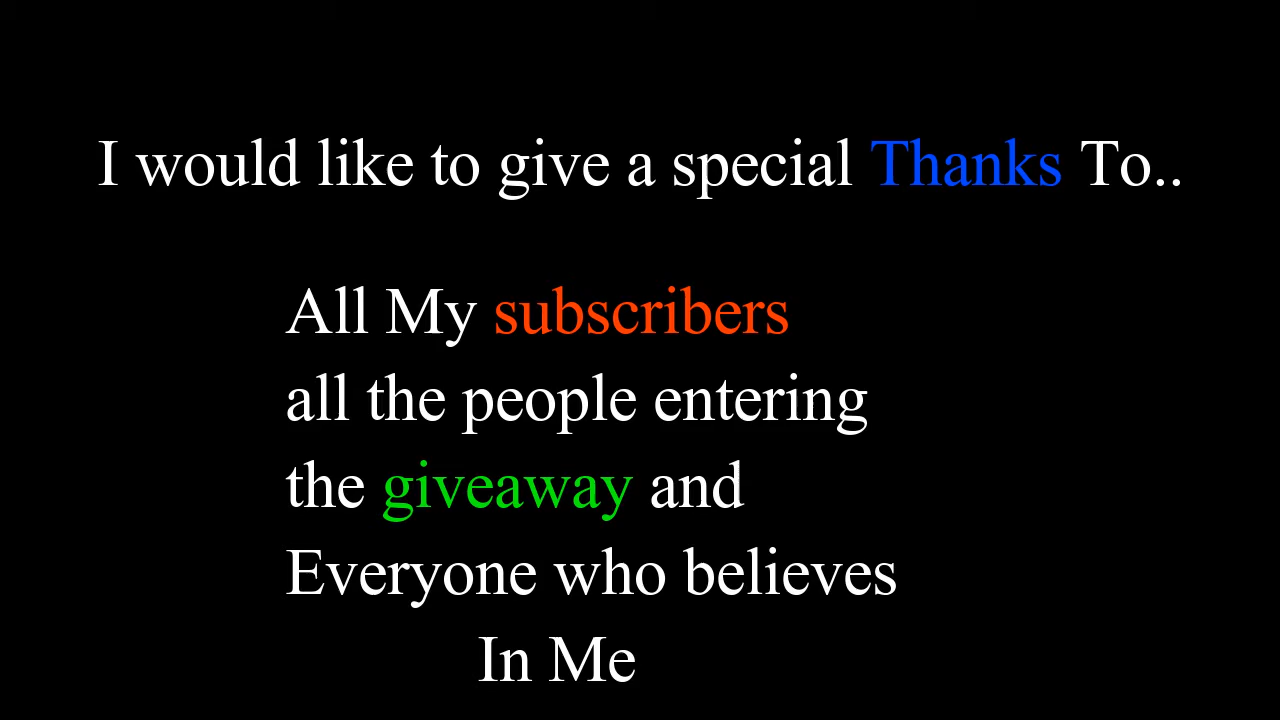 I would like to give a special Thanks To..
All My subscribers
all the people entering
the giveaway and
Everyone who believes
In Me